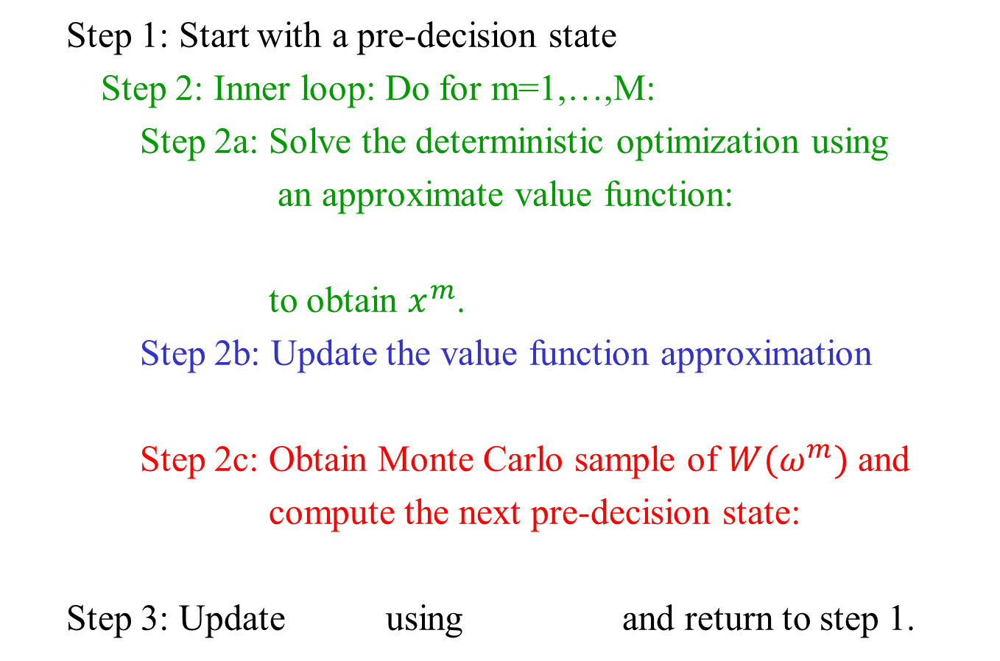 Step 1: Start with a pre-decision state
Step 2: Inner loop: Do for m=1,…,M:
Step 2a: Solve the deterministic optimization using
an approximate value function:
to obtain 𝑥ᵐ.
Step 2b: Update the value function approximation
Step 2c: Obtain Monte Carlo sample of 𝑊(𝜔ᵐ) and
compute the next pre-decision state:
Step 3: Update using and return to step 1.